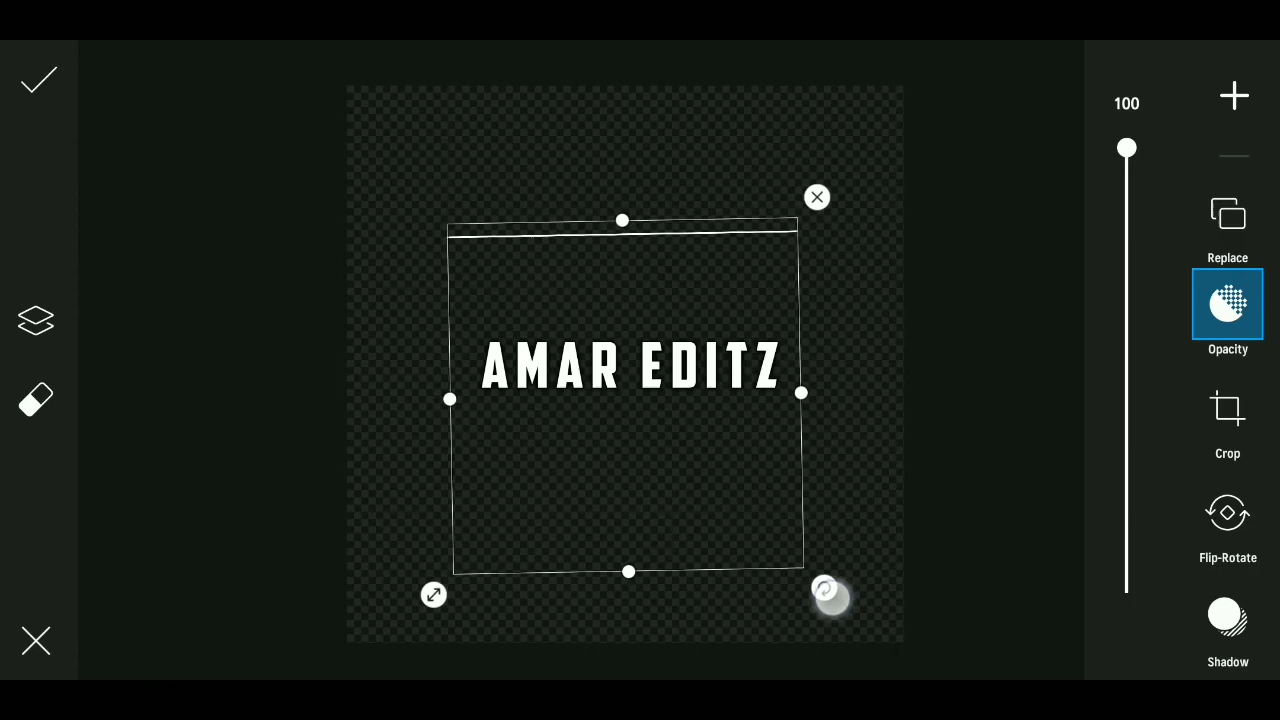 100
Replace
Opacity
AMAR EDITZ
Crop
Flip-Rotate
Shadow